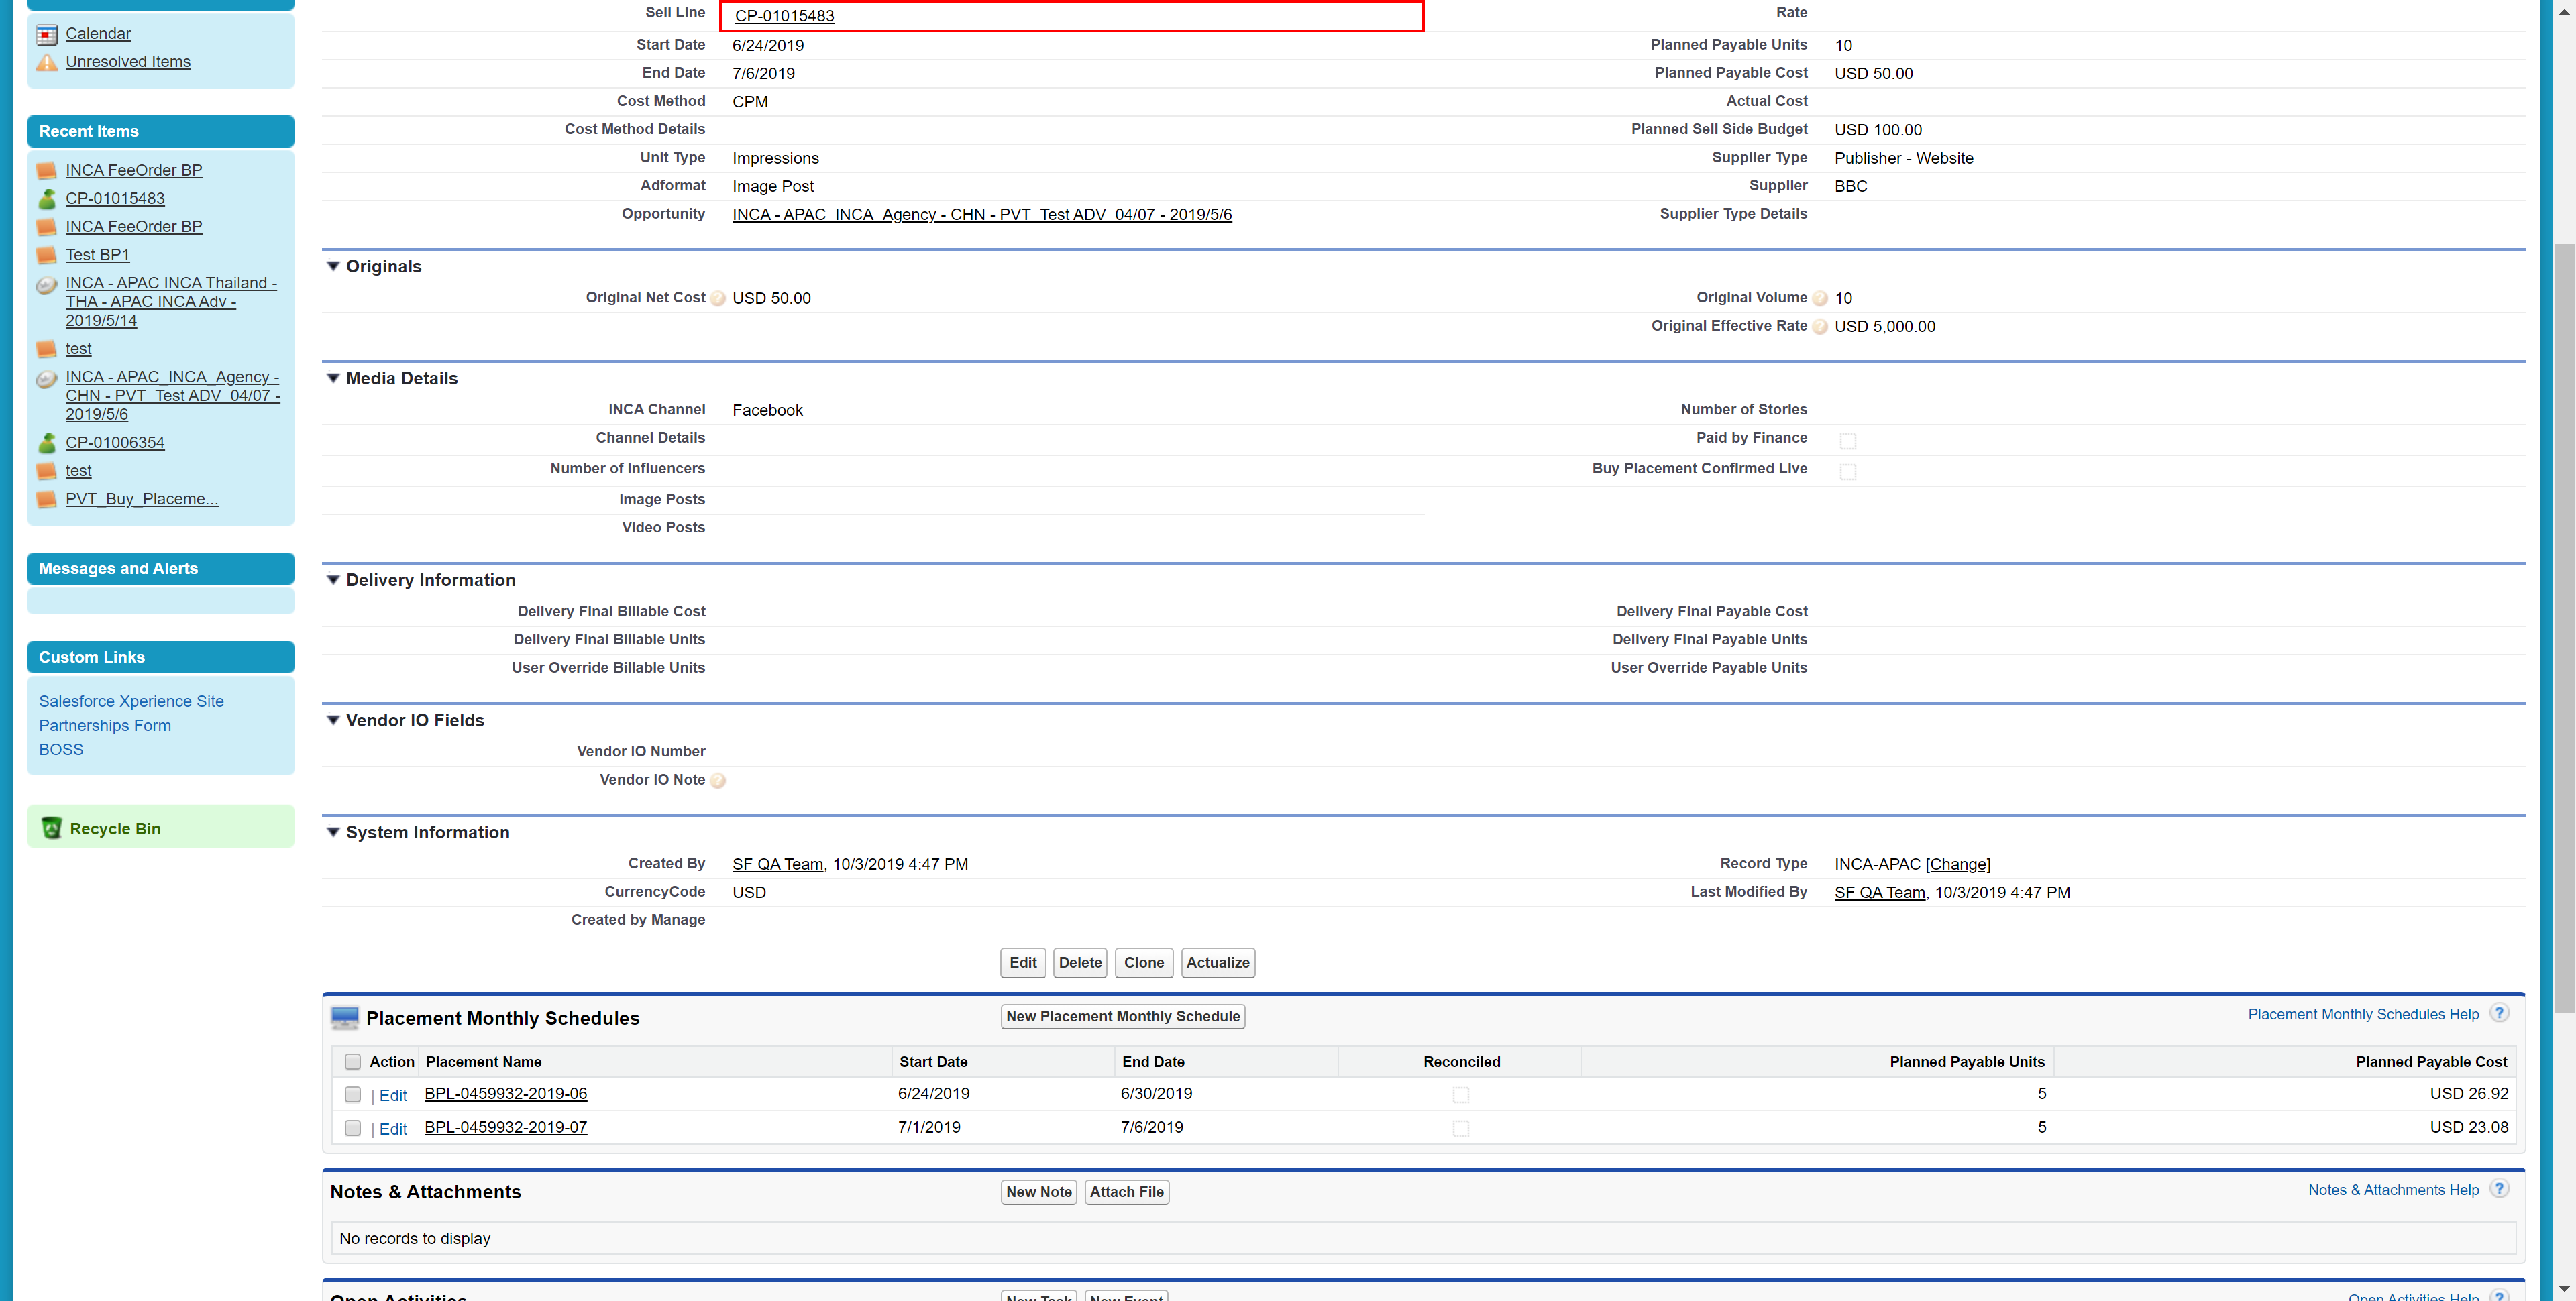 Calendar
Unresolved Items
Recent Items
INCA FeeOrder BP
CP-01015483
INCA FeeOrder BP
Test BP1
INCA - APAC INCA Thailand -
THA - APAC INCA Adv -
2019/5/14
test
INCA - APAC_INCA_Agency -
CHN - PVT_Test ADV_04/07 -
2019/5/6
CP-01006354
test
PVT_Buy_Placeme...
Messages and Alerts
Custom Links
Salesforce Xperience Site
Partnerships Form
BOSS
Recycle Bin
Sell Line CP-01015483 Rate
Start Date 6/24/2019 Planned Payable Units 10
End Date 7/6/2019 Planned Payable Cost USD 50.00
Cost Method CPM Actual Cost
Cost Method Details Planned Sell Side Budget USD 100.00
Unit Type Impressions Supplier Type Publisher - Website
Adformat Image Post Supplier BBC
Opportunity INCA - APAC_INCA_Agency - CHN - PVT_Test ADV_04/07 - 2019/5/6 Supplier Type Details
Originals
Original Net Cost ? USD 50.00 Original Volume ? 10
Original Effective Rate ? USD 5,000.00
Media Details
INCA Channel Facebook Number of Stories
Channel Details Paid by Finance
Number of Influencers Buy Placement Confirmed Live
Image Posts
Video Posts
Delivery Information
Delivery Final Billable Cost Delivery Final Payable Cost
Delivery Final Billable Units Delivery Final Payable Units
User Override Billable Units User Override Payable Units
Vendor IO Fields
Vendor IO Number
Vendor IO Note ?
System Information
Created By SF QA Team, 10/3/2019 4:47 PM Record Type INCA-APAC [Change]
CurrencyCode USD Last Modified By SF QA Team, 10/3/2019 4:47 PM
Created by Manage
Edit Delete Clone Actualize
Placement Monthly Schedules New Placement Monthly Schedule Placement Monthly Schedules Help ?
Action Placement Name Start Date End Date Reconciled Planned Payable Units Planned Payable Cost
| Edit BPL-0459932-2019-06 6/24/2019 6/30/2019 5 USD 26.92
| Edit BPL-0459932-2019-07 7/1/2019 7/6/2019 5 USD 23.08
Notes & Attachments New Note Attach File Notes & Attachments Help ?
No records to display
Open Activities New Task New Event Open Activities Help ?